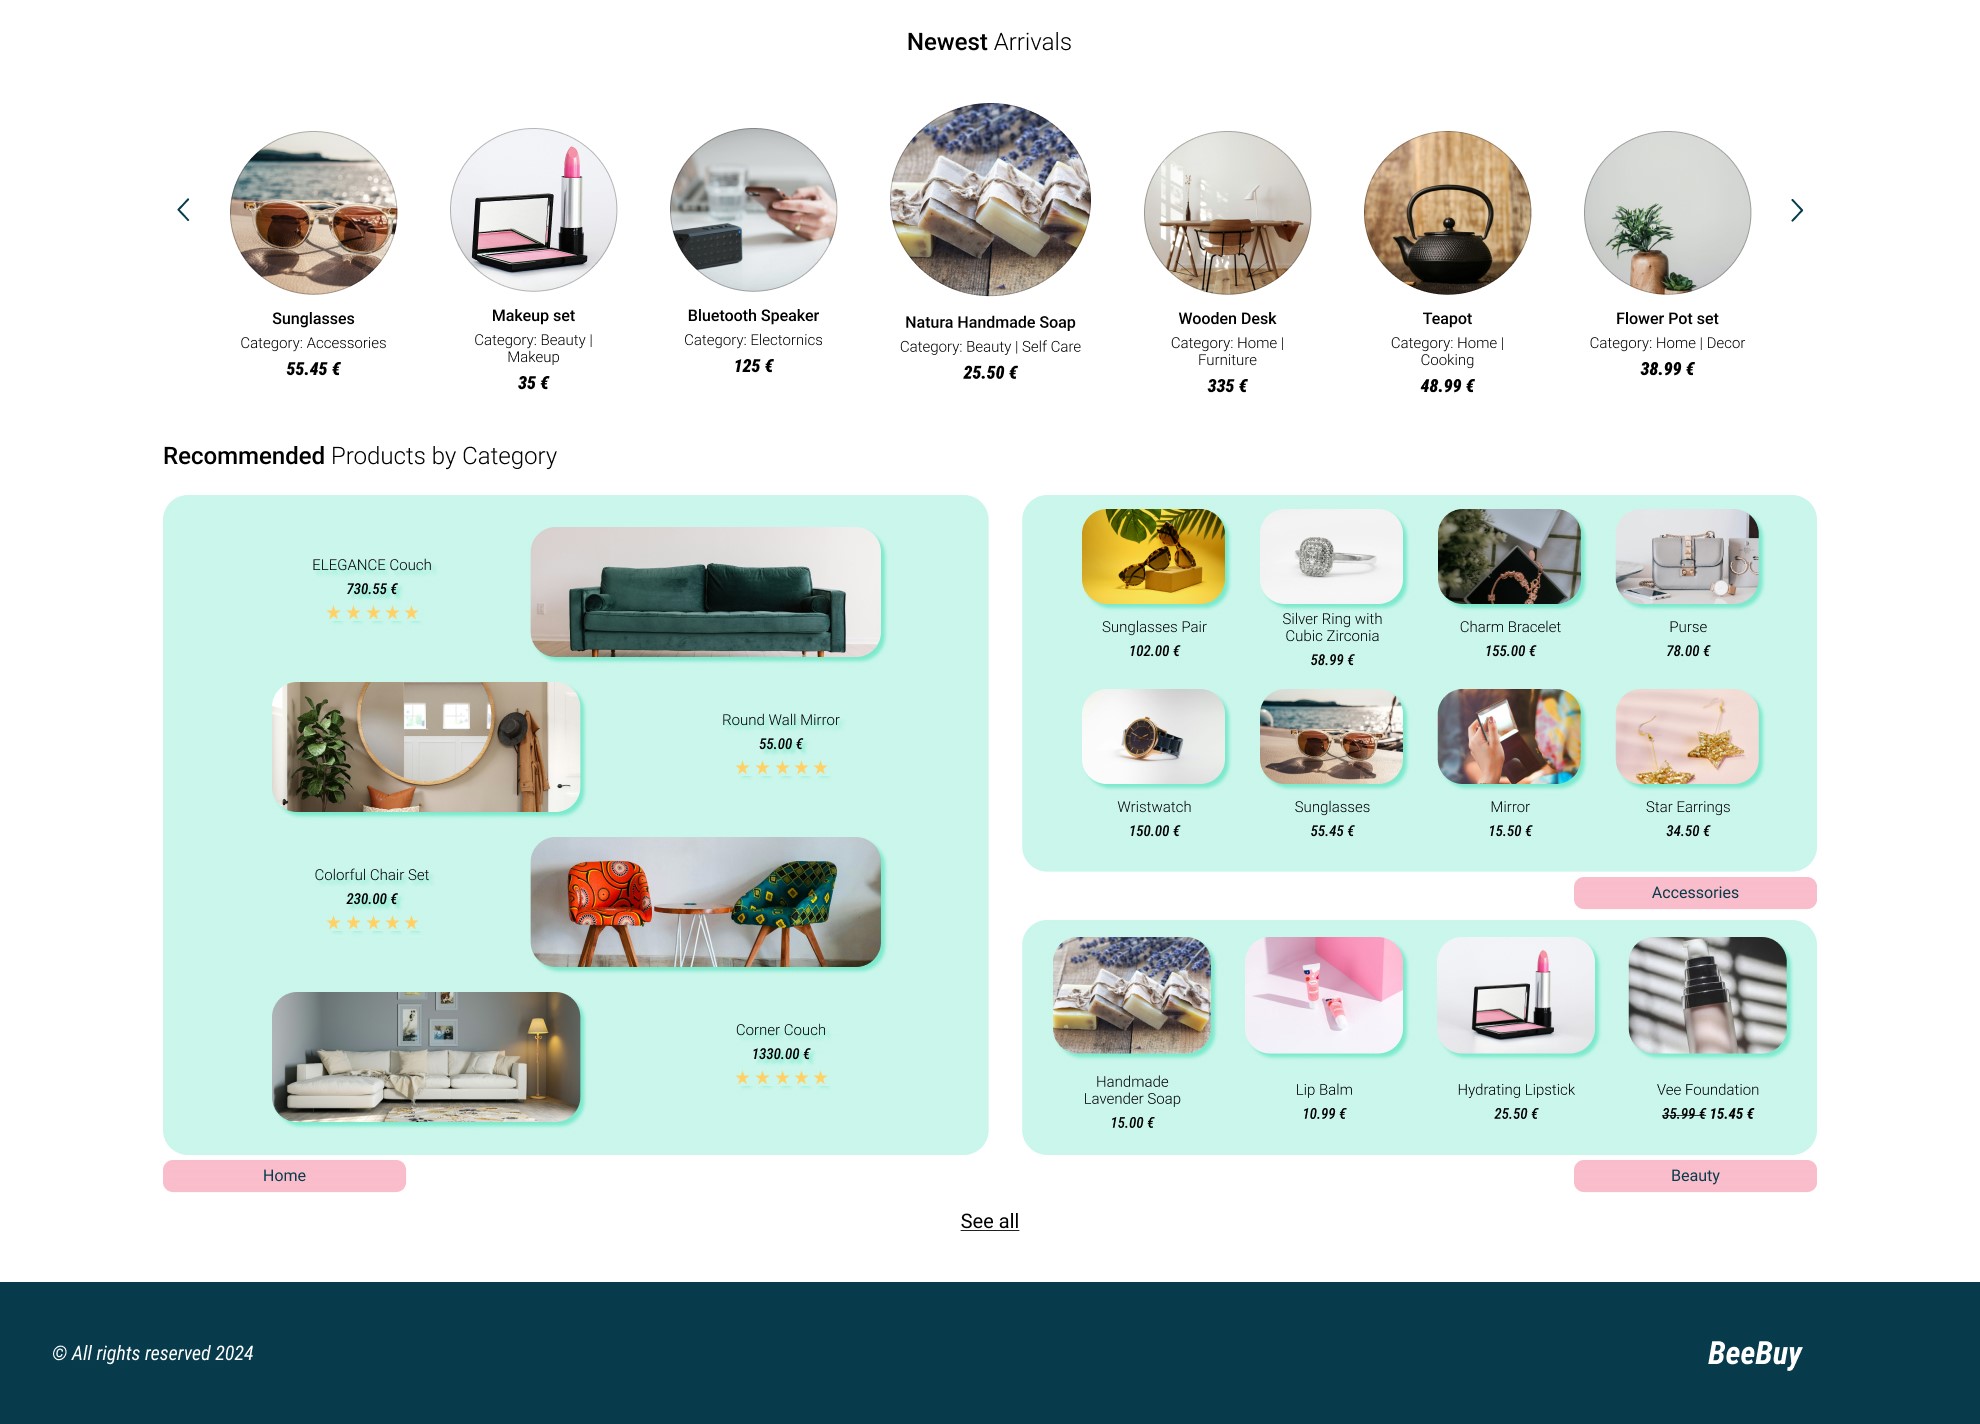 Newest Arrivals
Sunglasses
Category: Accessories
55.45 €
Makeup set
Category: Beauty |
Makeup
35 €
Bluetooth Speaker
Category: Electornics
125 €
Natura Handmade Soap
Category: Beauty | Self Care
25.50 €
Wooden Desk
Category: Home |
Furniture
335 €
Teapot
Category: Home |
Cooking
48.99 €
Flower Pot set
Category: Home | Decor
38.99 €
Recommended Products by Category
ELEGANCE Couch
730.55 €
Round Wall Mirror
55.00 €
Colorful Chair Set
230.00 €
Corner Couch
1330.00 €
Home
Sunglasses Pair
102.00 €
Silver Ring with
Cubic Zirconia
58.99 €
Charm Bracelet
155.00 €
Purse
78.00 €
Wristwatch
150.00 €
Sunglasses
55.45 €
Mirror
15.50 €
Star Earrings
34.50 €
Accessories
Handmade
Lavender Soap
15.00 €
Lip Balm
10.99 €
Hydrating Lipstick
25.50 €
Vee Foundation
35.99 € 15.45 €
Beauty
See all
© All rights reserved 2024
BeeBuy